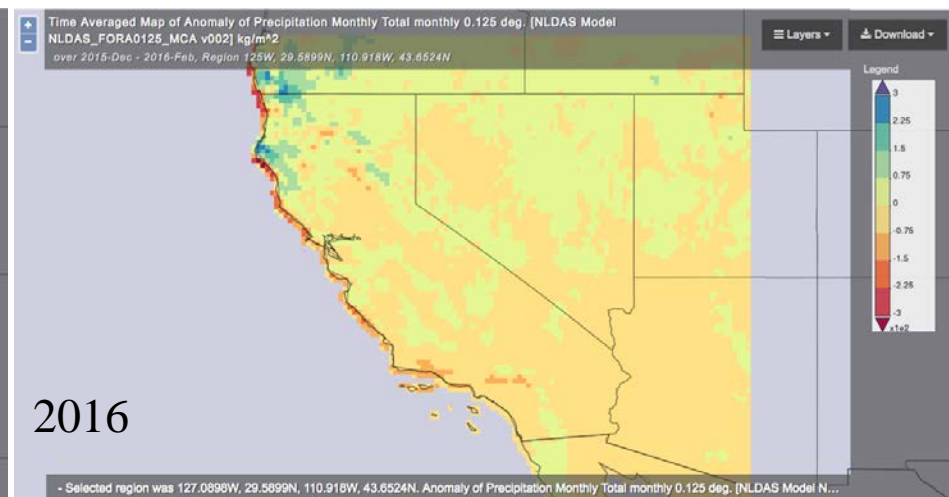 Time Averaged Map of Anomaly of Precipitation Monthly Total monthly 0.125 deg. [NLDAS Model
NLDAS_FORA0125_MCA v002] kg/m^2
over 2015-Dec - 2016-Feb, Region 125W, 29.5899N, 110.918W, 43.6524N
Layers
Download
Legend
3
2.25
1.5
0.75
0
-0.75
-1.5
-2.25
-3
x1e2
2016
- Selected region was 127.0898W, 29.5899N, 110.918W, 43.6524N. Anomaly of Precipitation Monthly Total monthly 0.125 deg. [NLDAS Model N...